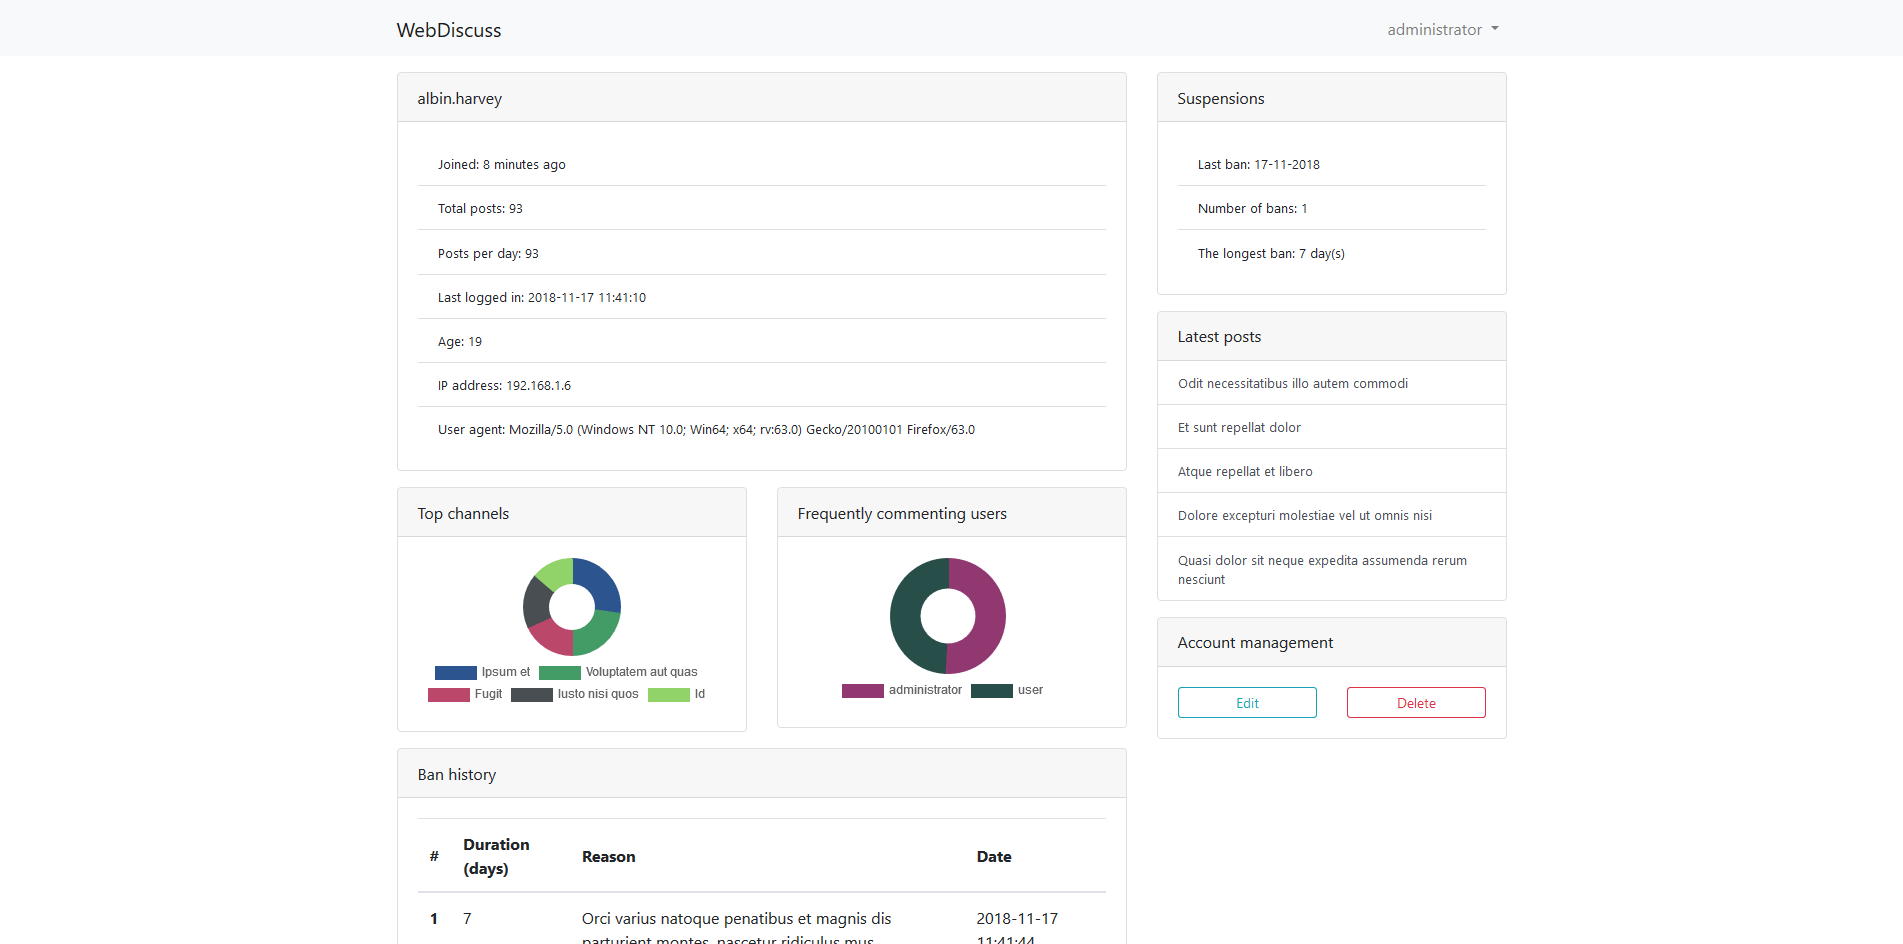 WebDiscuss
administrator
albin.harvey
Joined: 8 minutes ago
Total posts: 93
Posts per day: 93
Last logged in: 2018-11-17 11:41:10
Age: 19
IP address: 192.168.1.6
User agent: Mozilla/5.0 (Windows NT 10.0; Win64; x64; rv:63.0) Gecko/20100101 Firefox/63.0
Suspensions
Last ban: 17-11-2018
Number of bans: 1
The longest ban: 7 day(s)
Latest posts
Odit necessitatibus illo autem commodi
Et sunt repellat dolor
Atque repellat et libero
Dolore excepturi molestiae vel ut omnis nisi
Quasi dolor sit neque expedita assumenda rerum
nesciunt
Account management
Edit Delete
Top channels
Ipsum et Voluptatem aut quas
Fugit Iusto nisi quos Id
Frequently commenting users
administrator user
Ban history
# Duration (days) Reason Date
1 7 Orci varius natoque penatibus et magnis dis 2018-11-17
parturient montes, nascetur ridiculus mus. 11:41:44